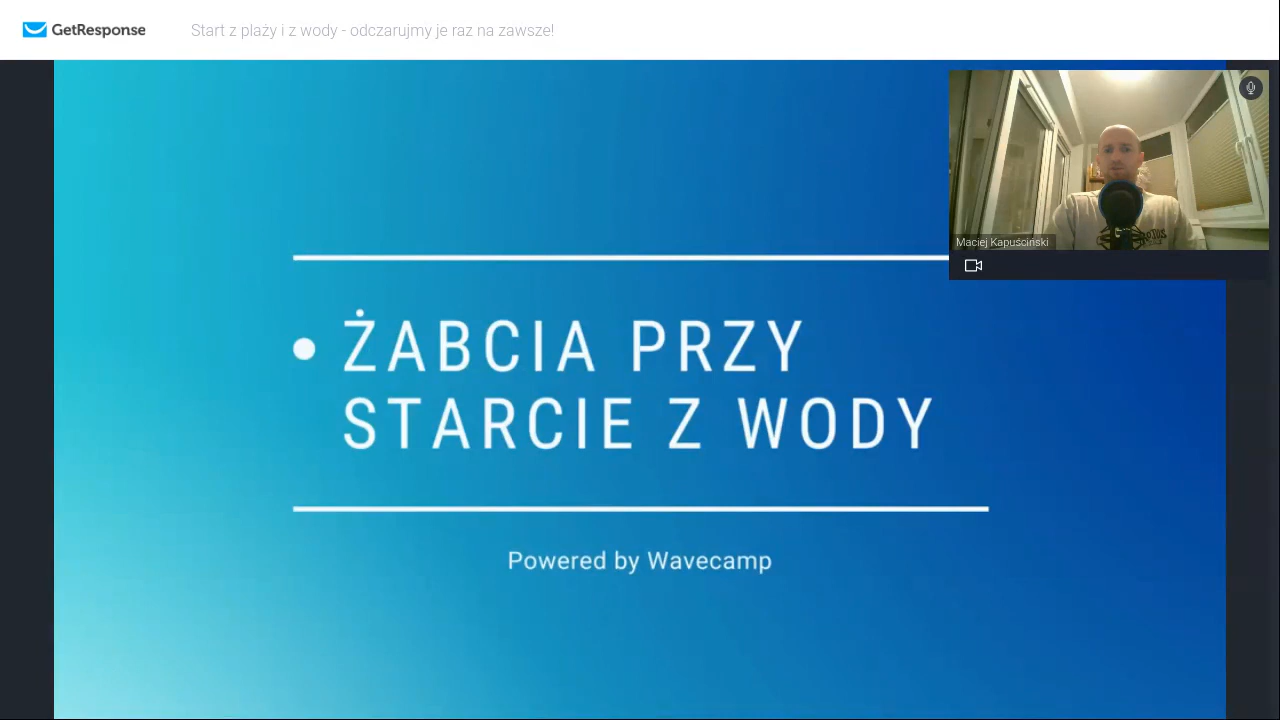 GetResponse
Start z plaży i z wody - odczarujmy je raz na zawsze!
Maciej Kapuściński
• ŻABCIA PRZY
STARCIE Z WODY
Powered by Wavecamp